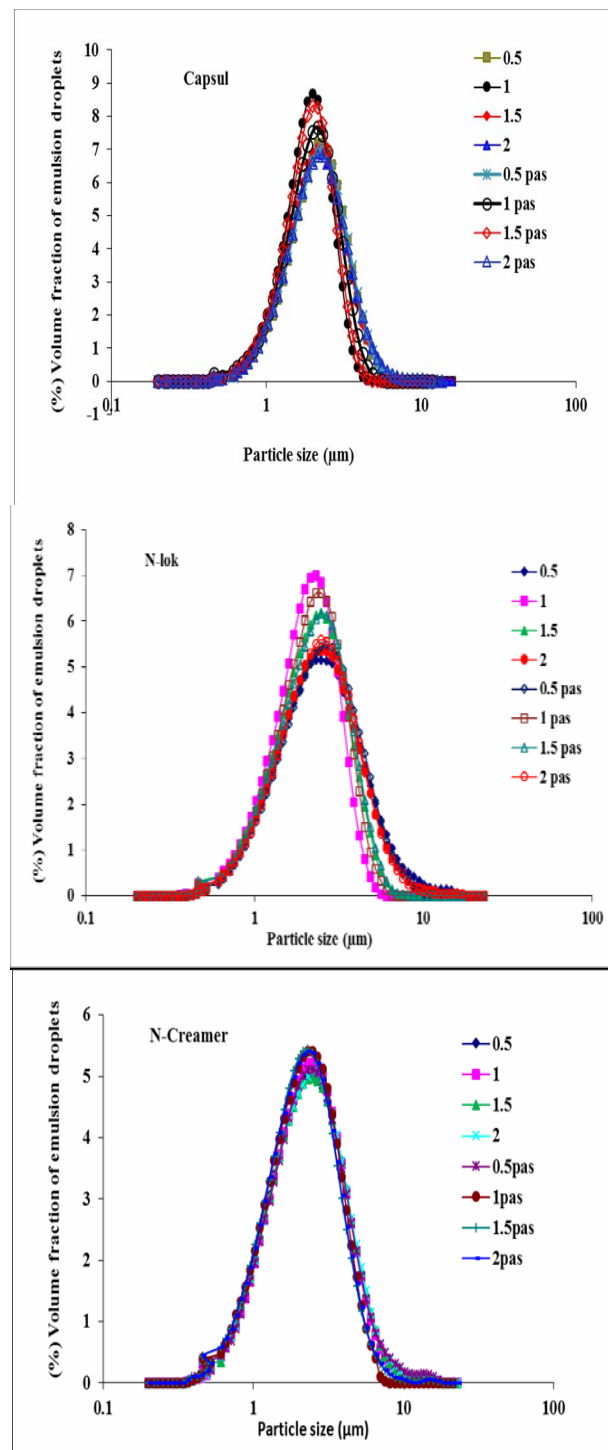 Capsul
(%) Volume fraction of emulsion droplets
10
9
8
7
6
5
4
3
2
1
0
-1
0.1
1
10
100
Particle size (µm)
0.5
1
1.5
2
0.5 pas
1 pas
1.5 pas
2 pas
N-lok
(%) Volume fraction of emulsion droplets
8
7
6
5
4
3
2
1
0
0.1
1
10
100
Particle size (µm)
0.5
1
1.5
2
0.5 pas
1 pas
1.5 pas
2 pas
N-Creamer
(%) Volume fraction of emulsion droplets
6
5
4
3
2
1
0
0.1
1
10
100
Particle size (µm)
0.5
1
1.5
2
0.5pas
1pas
1.5pas
2pas